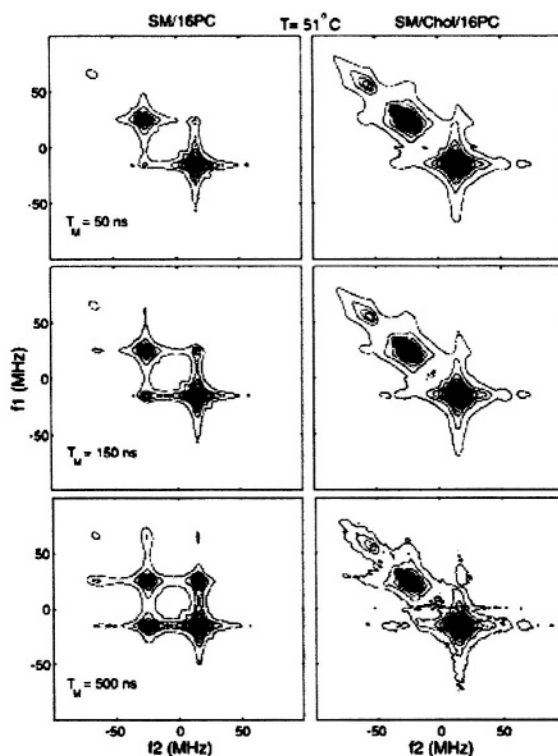 SM/16PC
T= 51°C
SM/Chol/16PC
50
0
-50
T_M = 50 ns
50
0
-50
T_M = 150 ns
f1 (MHz)
50
0
-50
T_M = 500 ns
-50
0
50
-50
0
50
f2 (MHz)
f2 (MHz)